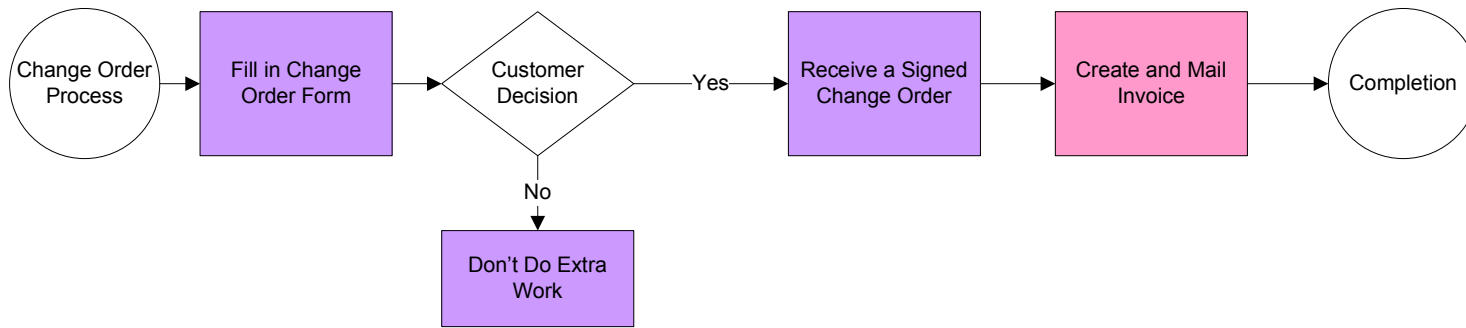 Change Order
Process
Fill in Change
Order Form
Customer
Decision
Yes
Receive a Signed
Change Order
Create and Mail
Invoice
Completion
No
Don’t Do Extra
Work